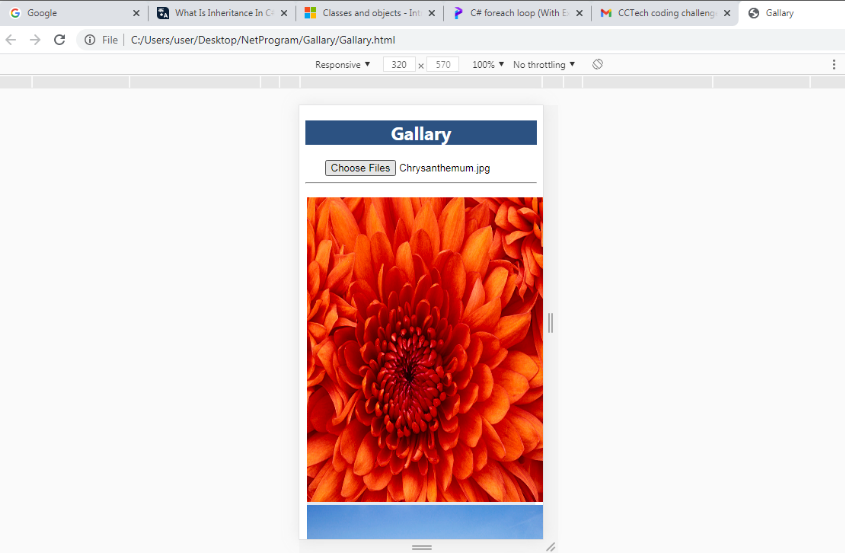 Google
What Is Inheritance In C
Classes and objects - Int
C# foreach loop (With Ex
CCTech coding challeng
Gallary
File
C:/Users/user/Desktop/NetProgram/Gallary/Gallary.html
Responsive ▼ 320 x 570 100% ▼ No throttling ▼
Gallary
Choose Files Chrysanthemum.jpg